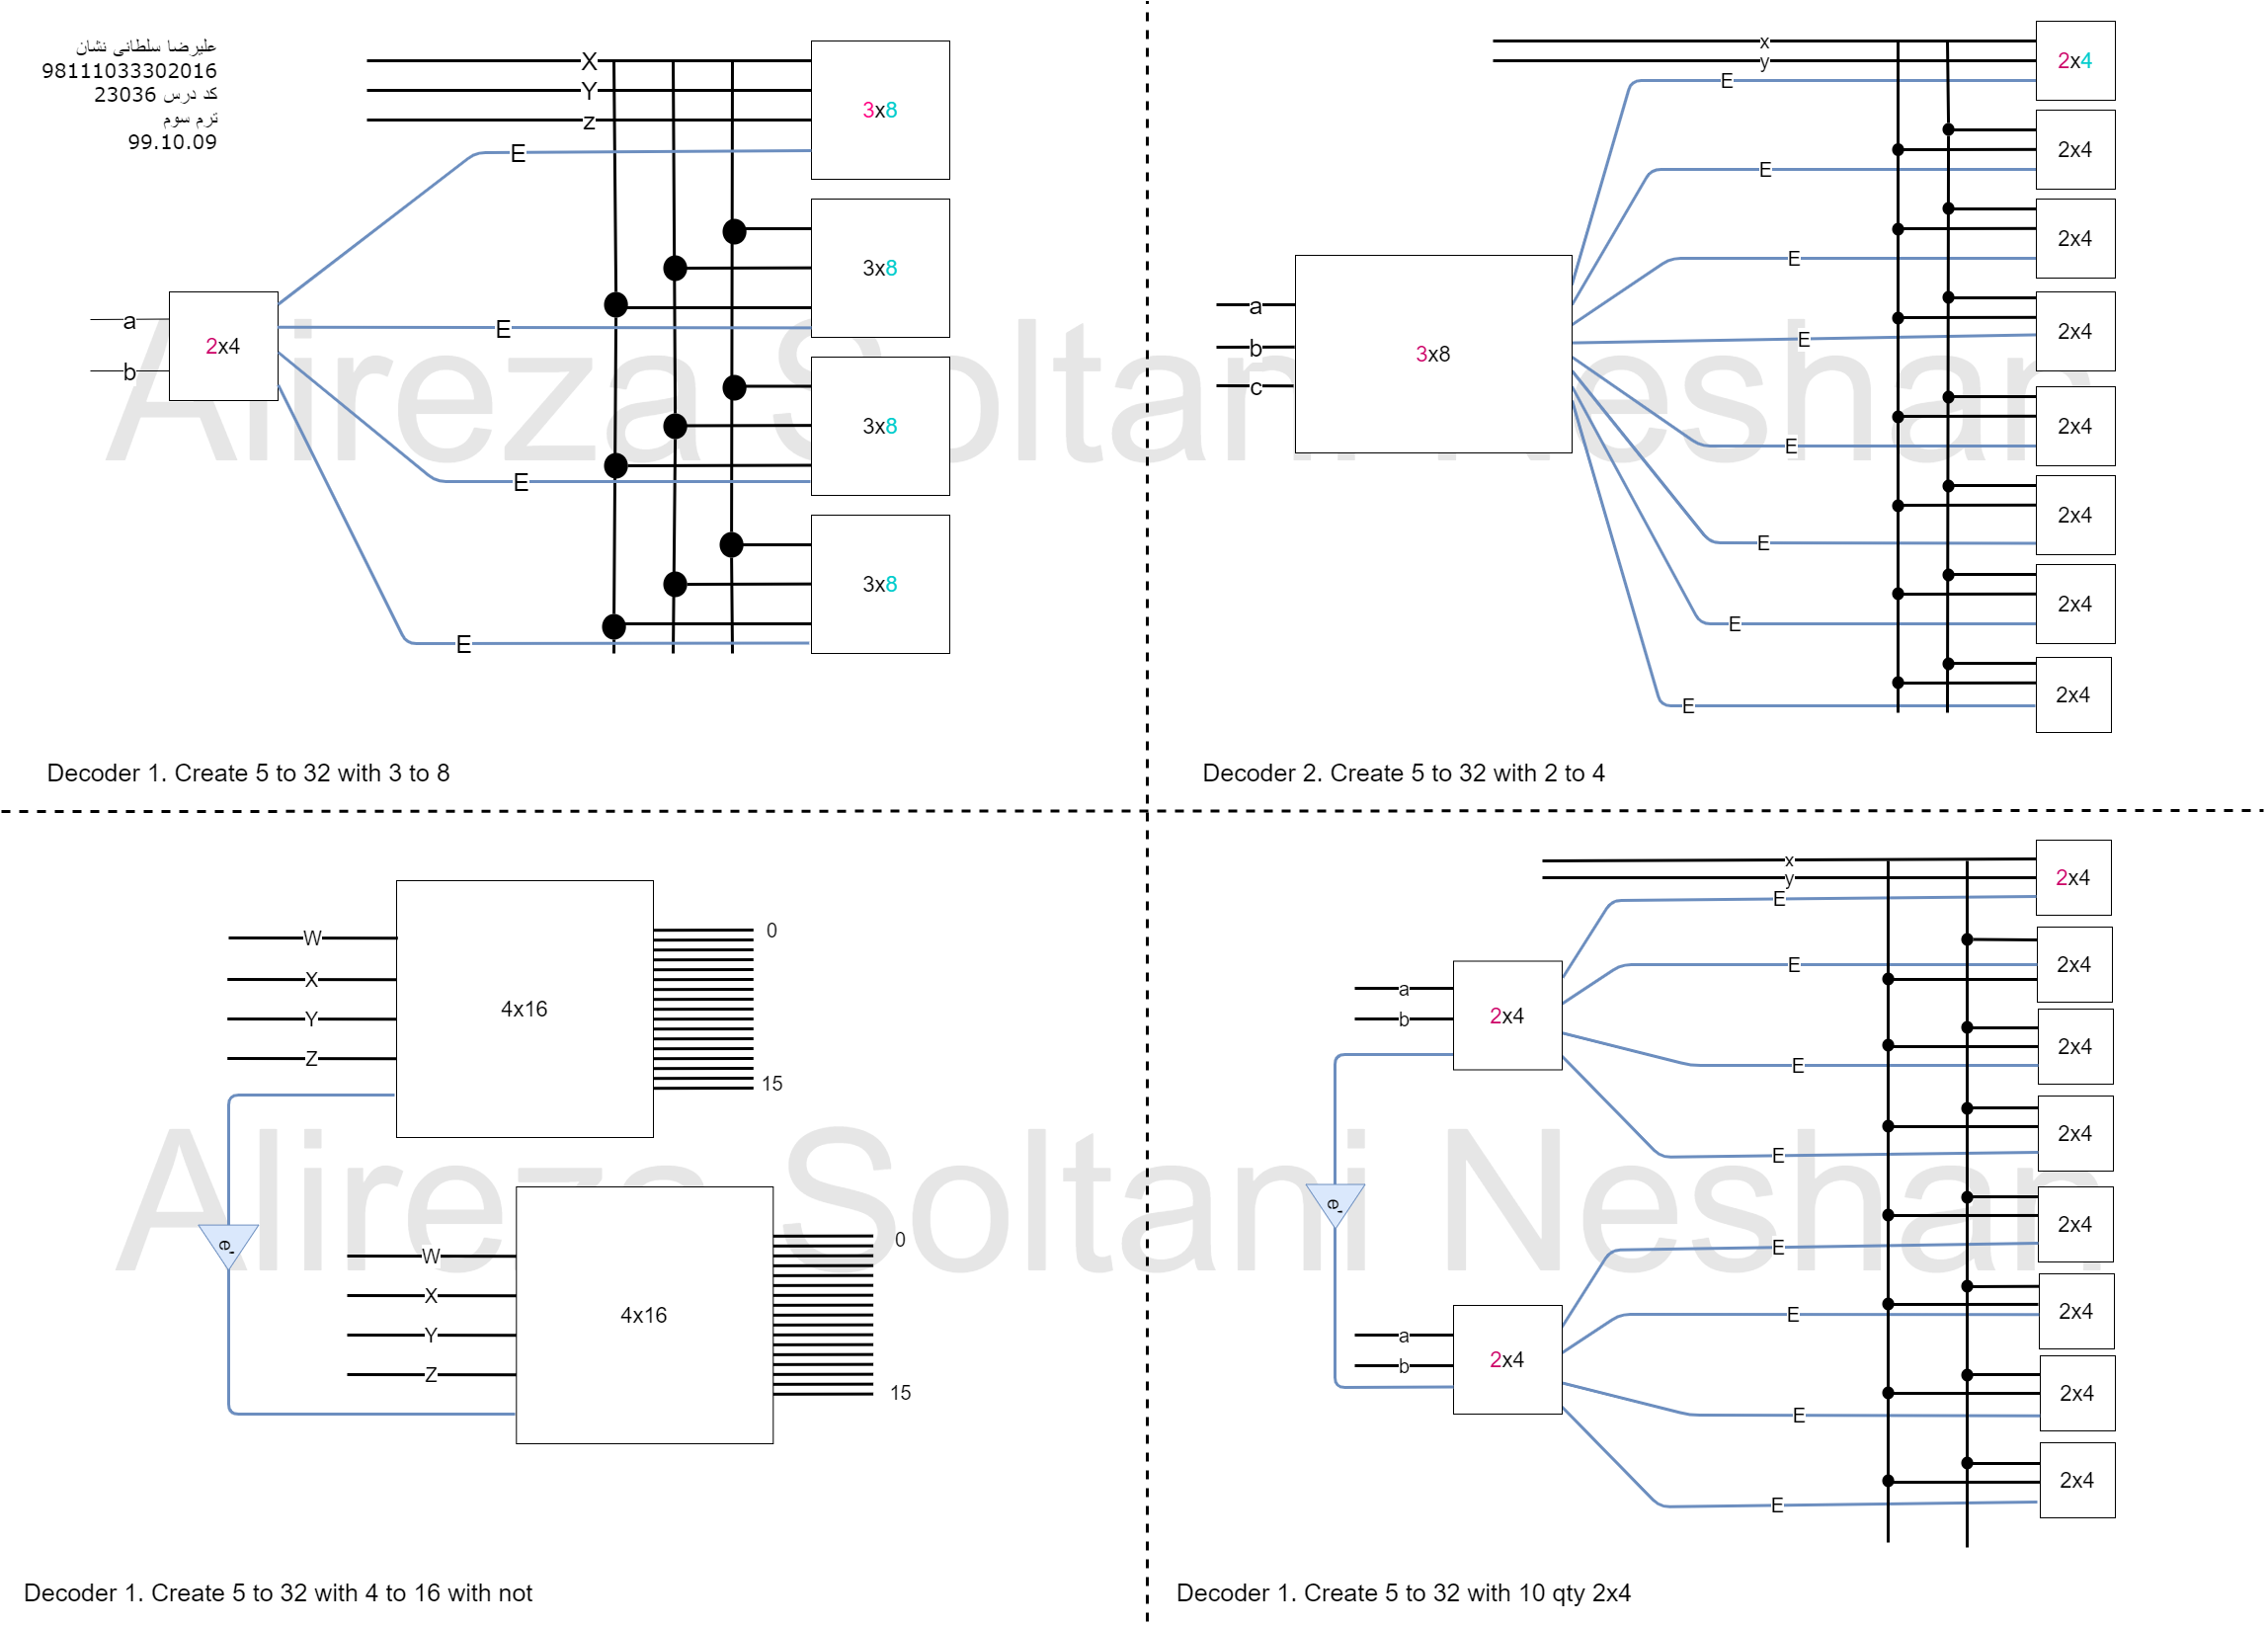 علیرضا سلطانی نشان
98111033302016
کد درس 23036
ترم سوم
99.10.09
X
Y
z
E
3x8
3x8
a
E
2x4
b
3x8
E
3x8
E
Decoder 1. Create 5 to 32 with 3 to 8
x
y
E
2x4
2x4
E
2x4
E
a
2x4
E
b
3x8
c
2x4
E
2x4
E
2x4
E
2x4
E
Decoder 2. Create 5 to 32 with 2 to 4
Alireza Soltani Neshan
W
X
Y
Z
4x16
0
15
e'
W
X
Y
Z
4x16
0
15
Decoder 1. Create 5 to 32 with 4 to 16 with not
x
y
E
2x4
E
2x4
a
b
2x4
2x4
E
2x4
E
e'
2x4
E
2x4
E
a
b
2x4
2x4
E
2x4
E
Decoder 1. Create 5 to 32 with 10 qty 2x4
Alireza Soltani Neshan